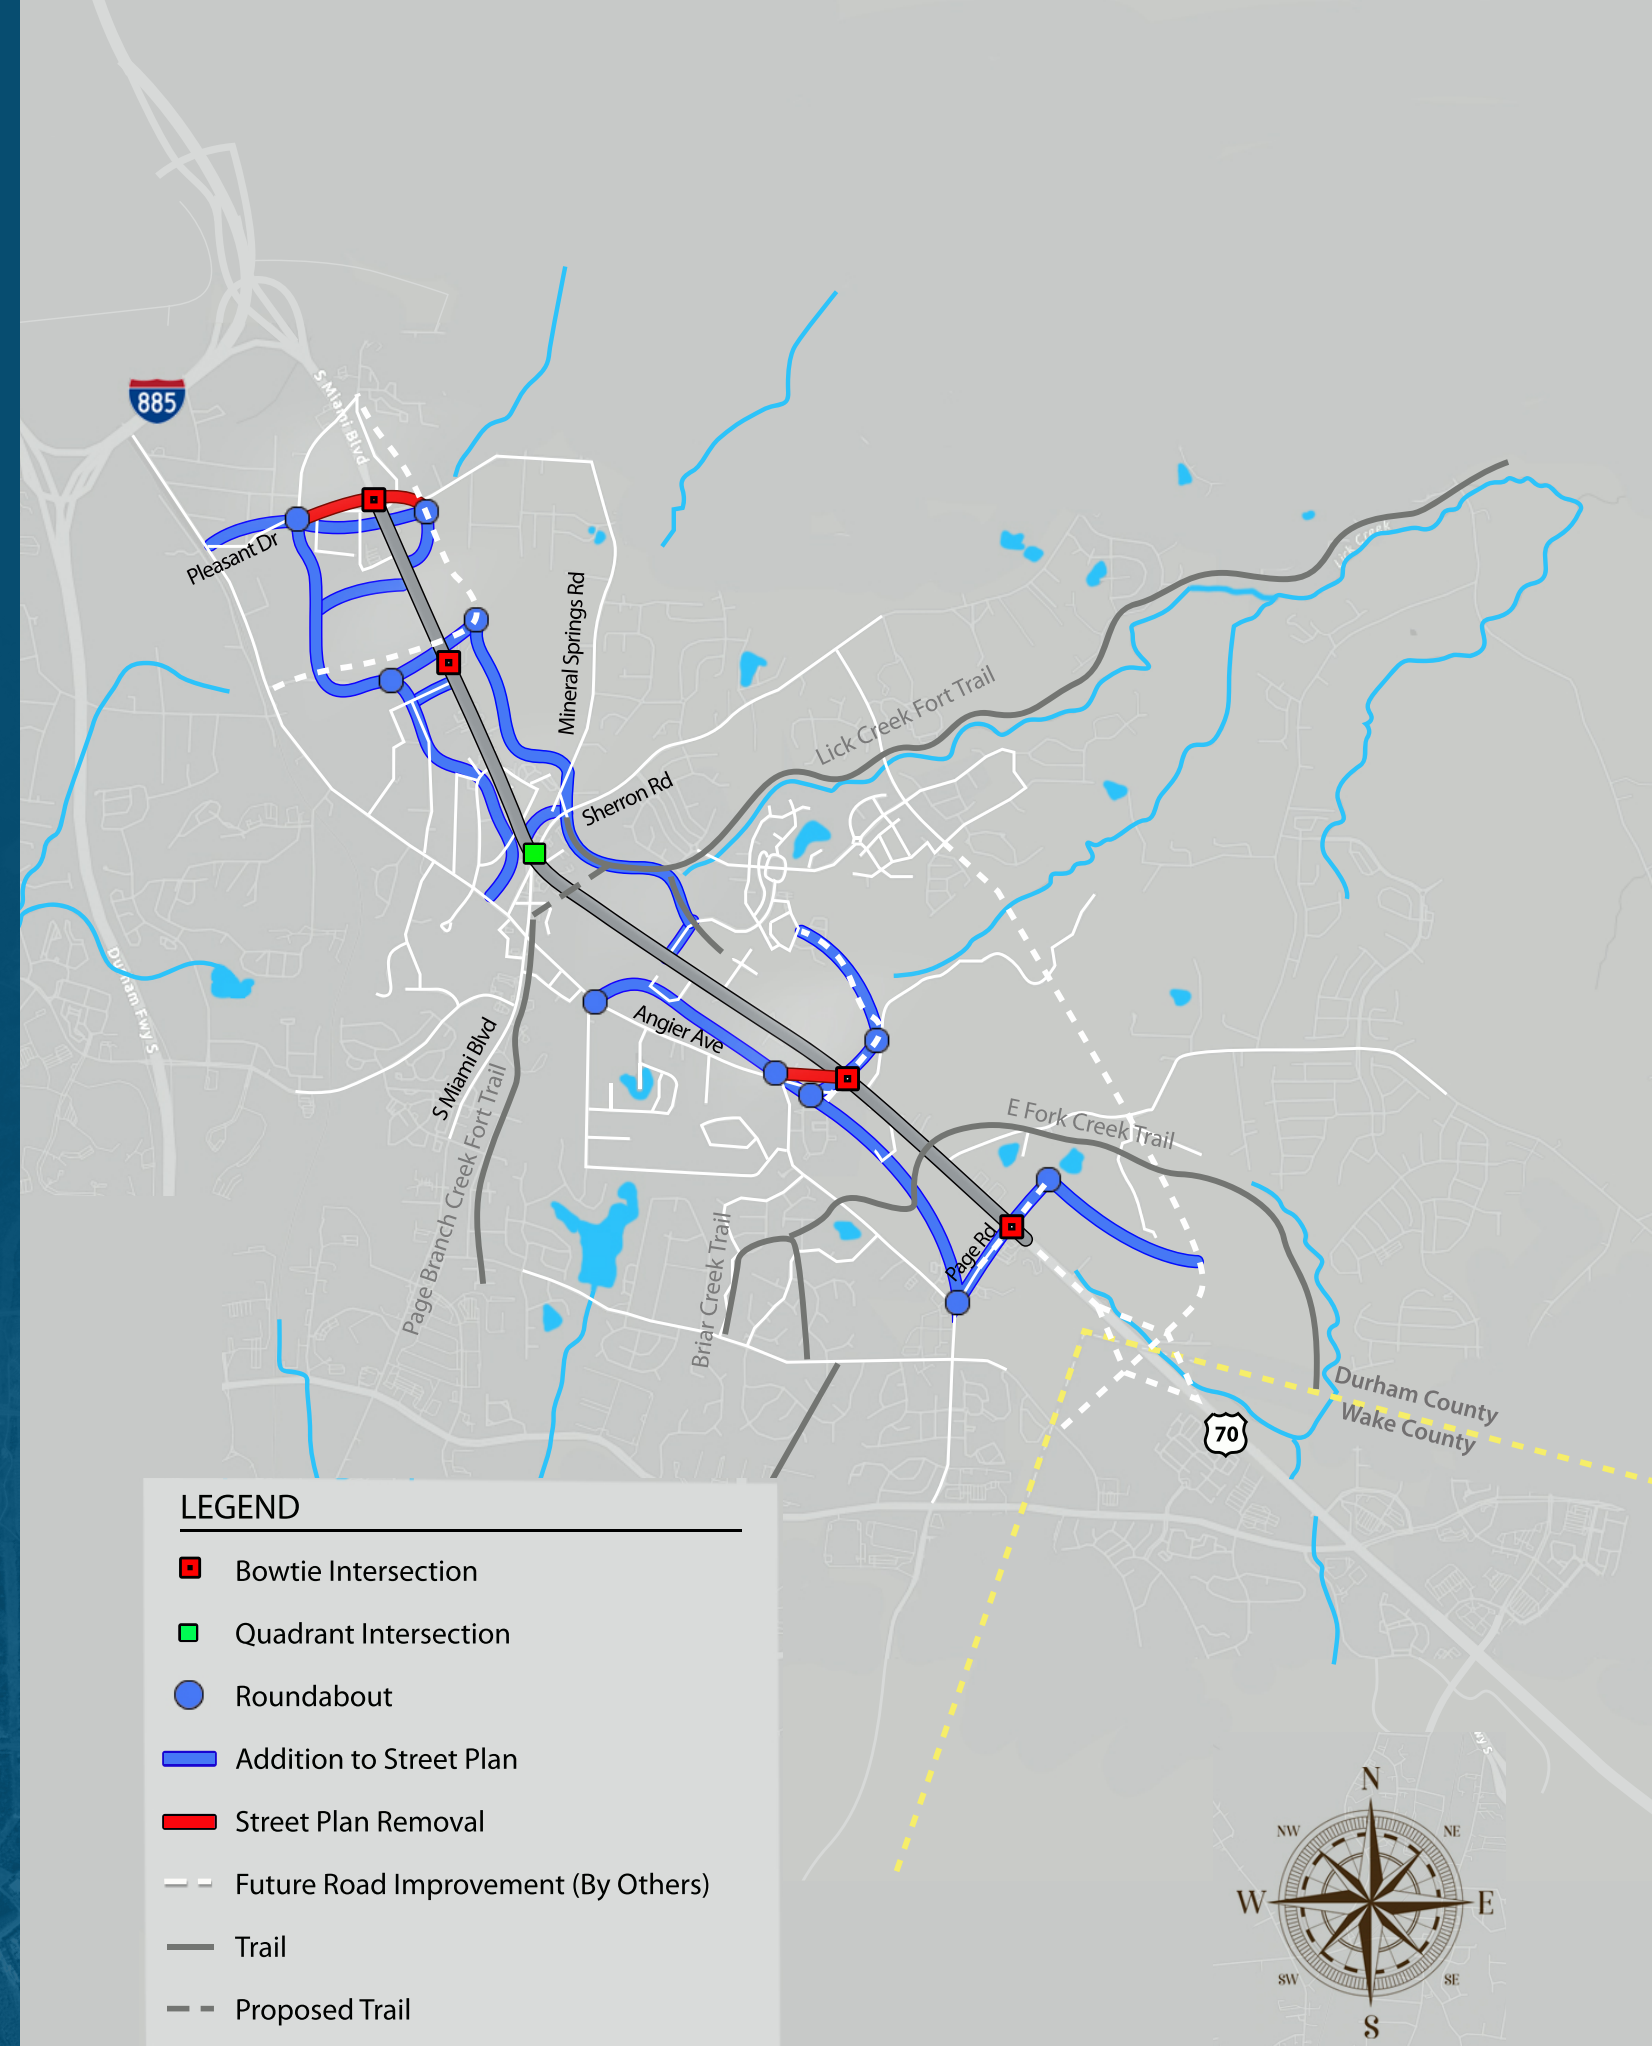 885
S Miami Blvd
Pleasant Dr
Mineral Springs Rd
Lick Creek
Lick Creek Fort Trail
Sherron Rd
Durham Fwy S
Angier Ave
S Miami Blvd
Page Branch Creek Fort Trail
E Fork Creek Trail
Page Rd
Briar Creek Trail
Durham County
Wake County
70
LEGEND
Bowtie Intersection
Quadrant Intersection
Roundabout
Addition to Street Plan
Street Plan Removal
Future Road Improvement (By Others)
Trail
Proposed Trail
N
NW
NE
W
E
SW
SE
S